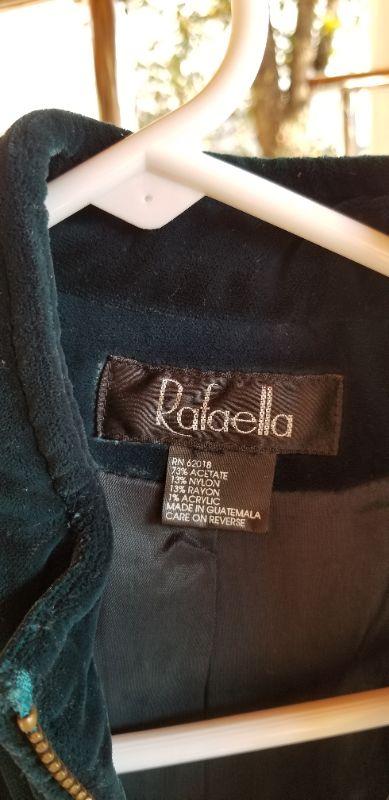 Rafaella
RN 62018
73% ACETATE
13% NYLON
13% RAYON
1% ACRYLIC
MADE IN GUATEMALA
CARE ON REVERSE